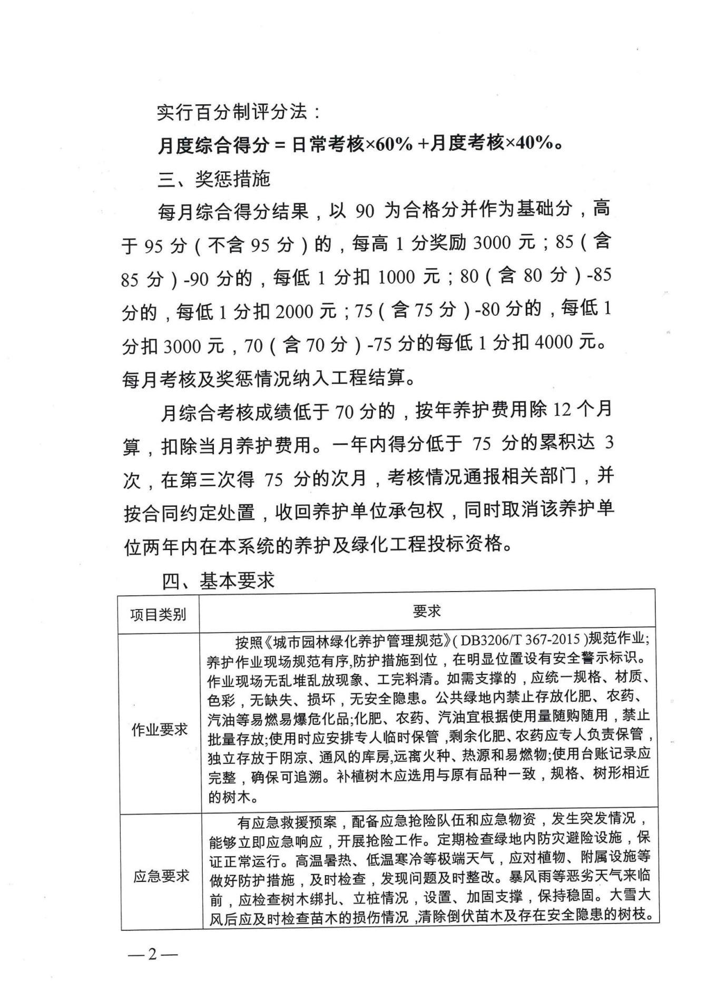 实行百分制评分法：
月度综合得分 = 日常考核×60% +月度考核×40%。
三、奖惩措施
每月综合得分结果，以 90 为合格分并作为基础分，高
于 95 分（不含 95 分）的，每高 1 分奖励 3000 元；85（含
85 分）-90 分的，每低 1 分扣 1000 元；80（含 80 分）-85
分的，每低 1 分扣 2000 元；75（含 75 分）-80 分的，每低 1
分扣 3000 元，70（含 70 分）-75 分的每低 1 分扣 4000 元。
每月考核及奖惩情况纳入工程结算。
月综合考核成绩低于 70 分的，按年养护费用除 12 个月
算，扣除当月养护费用。一年内得分低于 75 分的累积达 3
次，在第三次得 75 分的次月，考核情况通报相关部门，并
按合同约定处置，收回养护单位承包权，同时取消该养护单
位两年内在本系统的养护及绿化工程投标资格。
四、基本要求
项目类别
要求
作业要求
按照《城市园林绿化养护管理规范》（DB3206/T 367-2015）规范作业;
养护作业现场规范有序,防护措施到位，在明显位置设有安全警示标识。
作业现场无乱堆乱放现象、工完料清。如需支撑的，应统一规格、材质、
色彩，无缺失、损坏，无安全隐患。公共绿地内禁止存放化肥、农药、
汽油等易燃易爆危化品;化肥、农药、汽油宜根据使用量随购随用，禁止
批量存放;使用时应安排专人临时保管，剩余化肥、农药应专人负责保管，
独立存放于阴凉、通风的库房,远离火种、热源和易燃物;使用台账记录应
完整，确保可追溯。补植树木应选用与原有品种一致，规格、树形相近
的树木。
应急要求
有应急救援预案，配备应急抢险队伍和应急物资，发生突发情况，
能够立即应急响应，开展抢险工作。定期检查绿地内防灾避险设施，保
证正常运行。高温暑热、低温寒冷等极端天气，应对植物、附属设施等
做好防护措施，及时检查，发现问题及时整改。暴风雨等恶劣天气来临
前，应检查树木绑扎、立桩情况，设置、加固支撑，保持稳固。大雪大
风后应及时检查苗木的损伤情况，清除倒伏苗木及存在安全隐患的树枝。
—2—